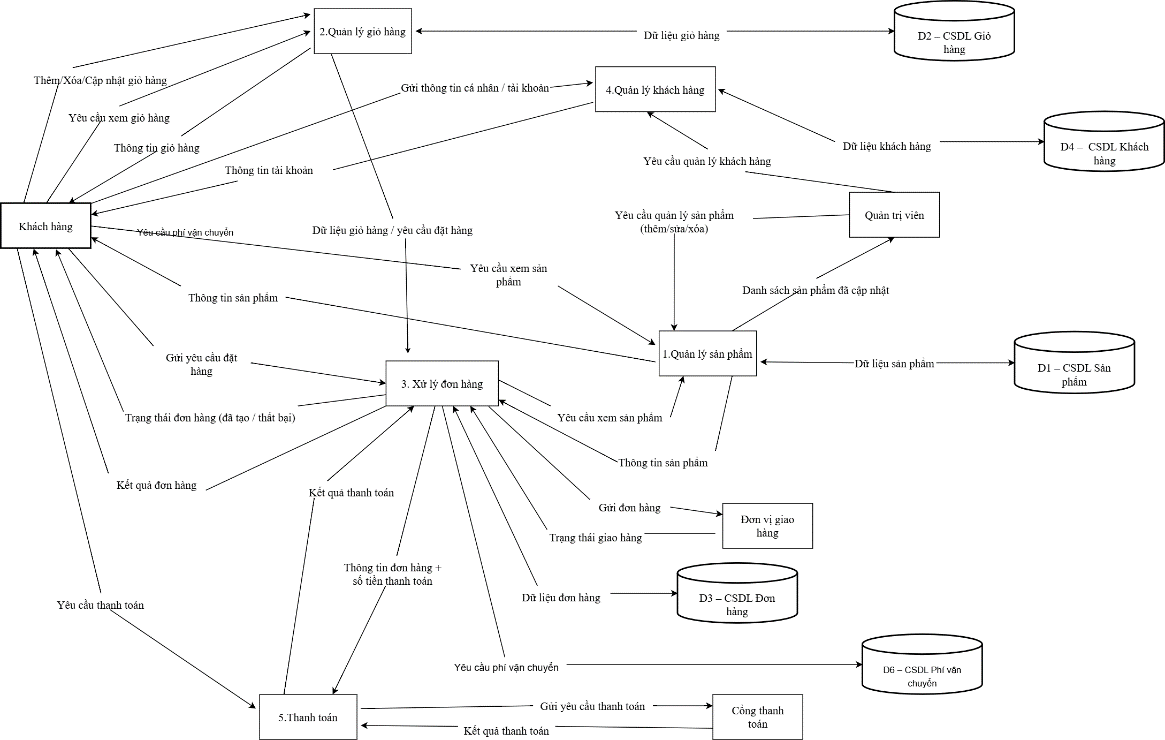 2.Quản lý giỏ hàng
Dữ liệu giỏ hàng
D2 – CSDL Giỏ
hàng
Thêm/Xóa/Cập nhật giỏ hàng
Gửi thông tin cá nhân / tài khoản
4.Quản lý khách hàng
Yêu cầu xem giỏ hàng
Thông tin giỏ hàng
Dữ liệu khách hàng
D4 – CSDL Khách
hàng
Yêu cầu quản lý khách hàng
Thông tin tài khoản
Khách hàng
Yêu cầu phí vận chuyển
Dữ liệu giỏ hàng / yêu cầu đặt hàng
Yêu cầu quản lý sản phẩm
(thêm/sửa/xóa)
Quản trị viên
Yêu cầu xem sản
phẩm
Thông tin sản phẩm
Danh sách sản phẩm đã cập nhật
Gửi yêu cầu đặt
hàng
1.Quản lý sản phẩm
Dữ liệu sản phẩm
D1 – CSDL Sản
phẩm
3. Xử lý đơn hàng
Trạng thái đơn hàng (đã tạo / thất bại)
Yêu cầu xem sản phẩm
Thông tin sản phẩm
Kết quả đơn hàng
Kết quả thanh toán
Gửi đơn hàng
Đơn vị giao
hàng
Trạng thái giao hàng
Thông tin đơn hàng +
số tiền thanh toán
Dữ liệu đơn hàng
D3 – CSDL Đơn
hàng
Yêu cầu thanh toán
Yêu cầu phí vận chuyển
D6 – CSDL Phí vận
chuyển
5.Thanh toán
Gửi yêu cầu thanh toán
Kết quả thanh toán
Cổng thanh
toán